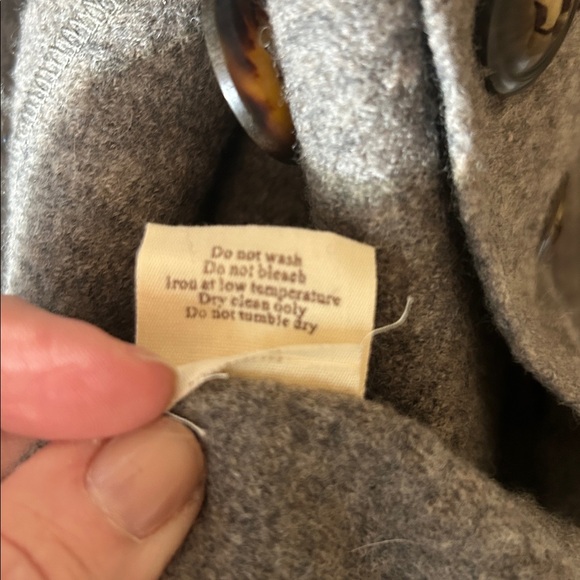 Do not wash
Do not bleach
Iron at low temperature
Dry clean only
Do not tumble dry